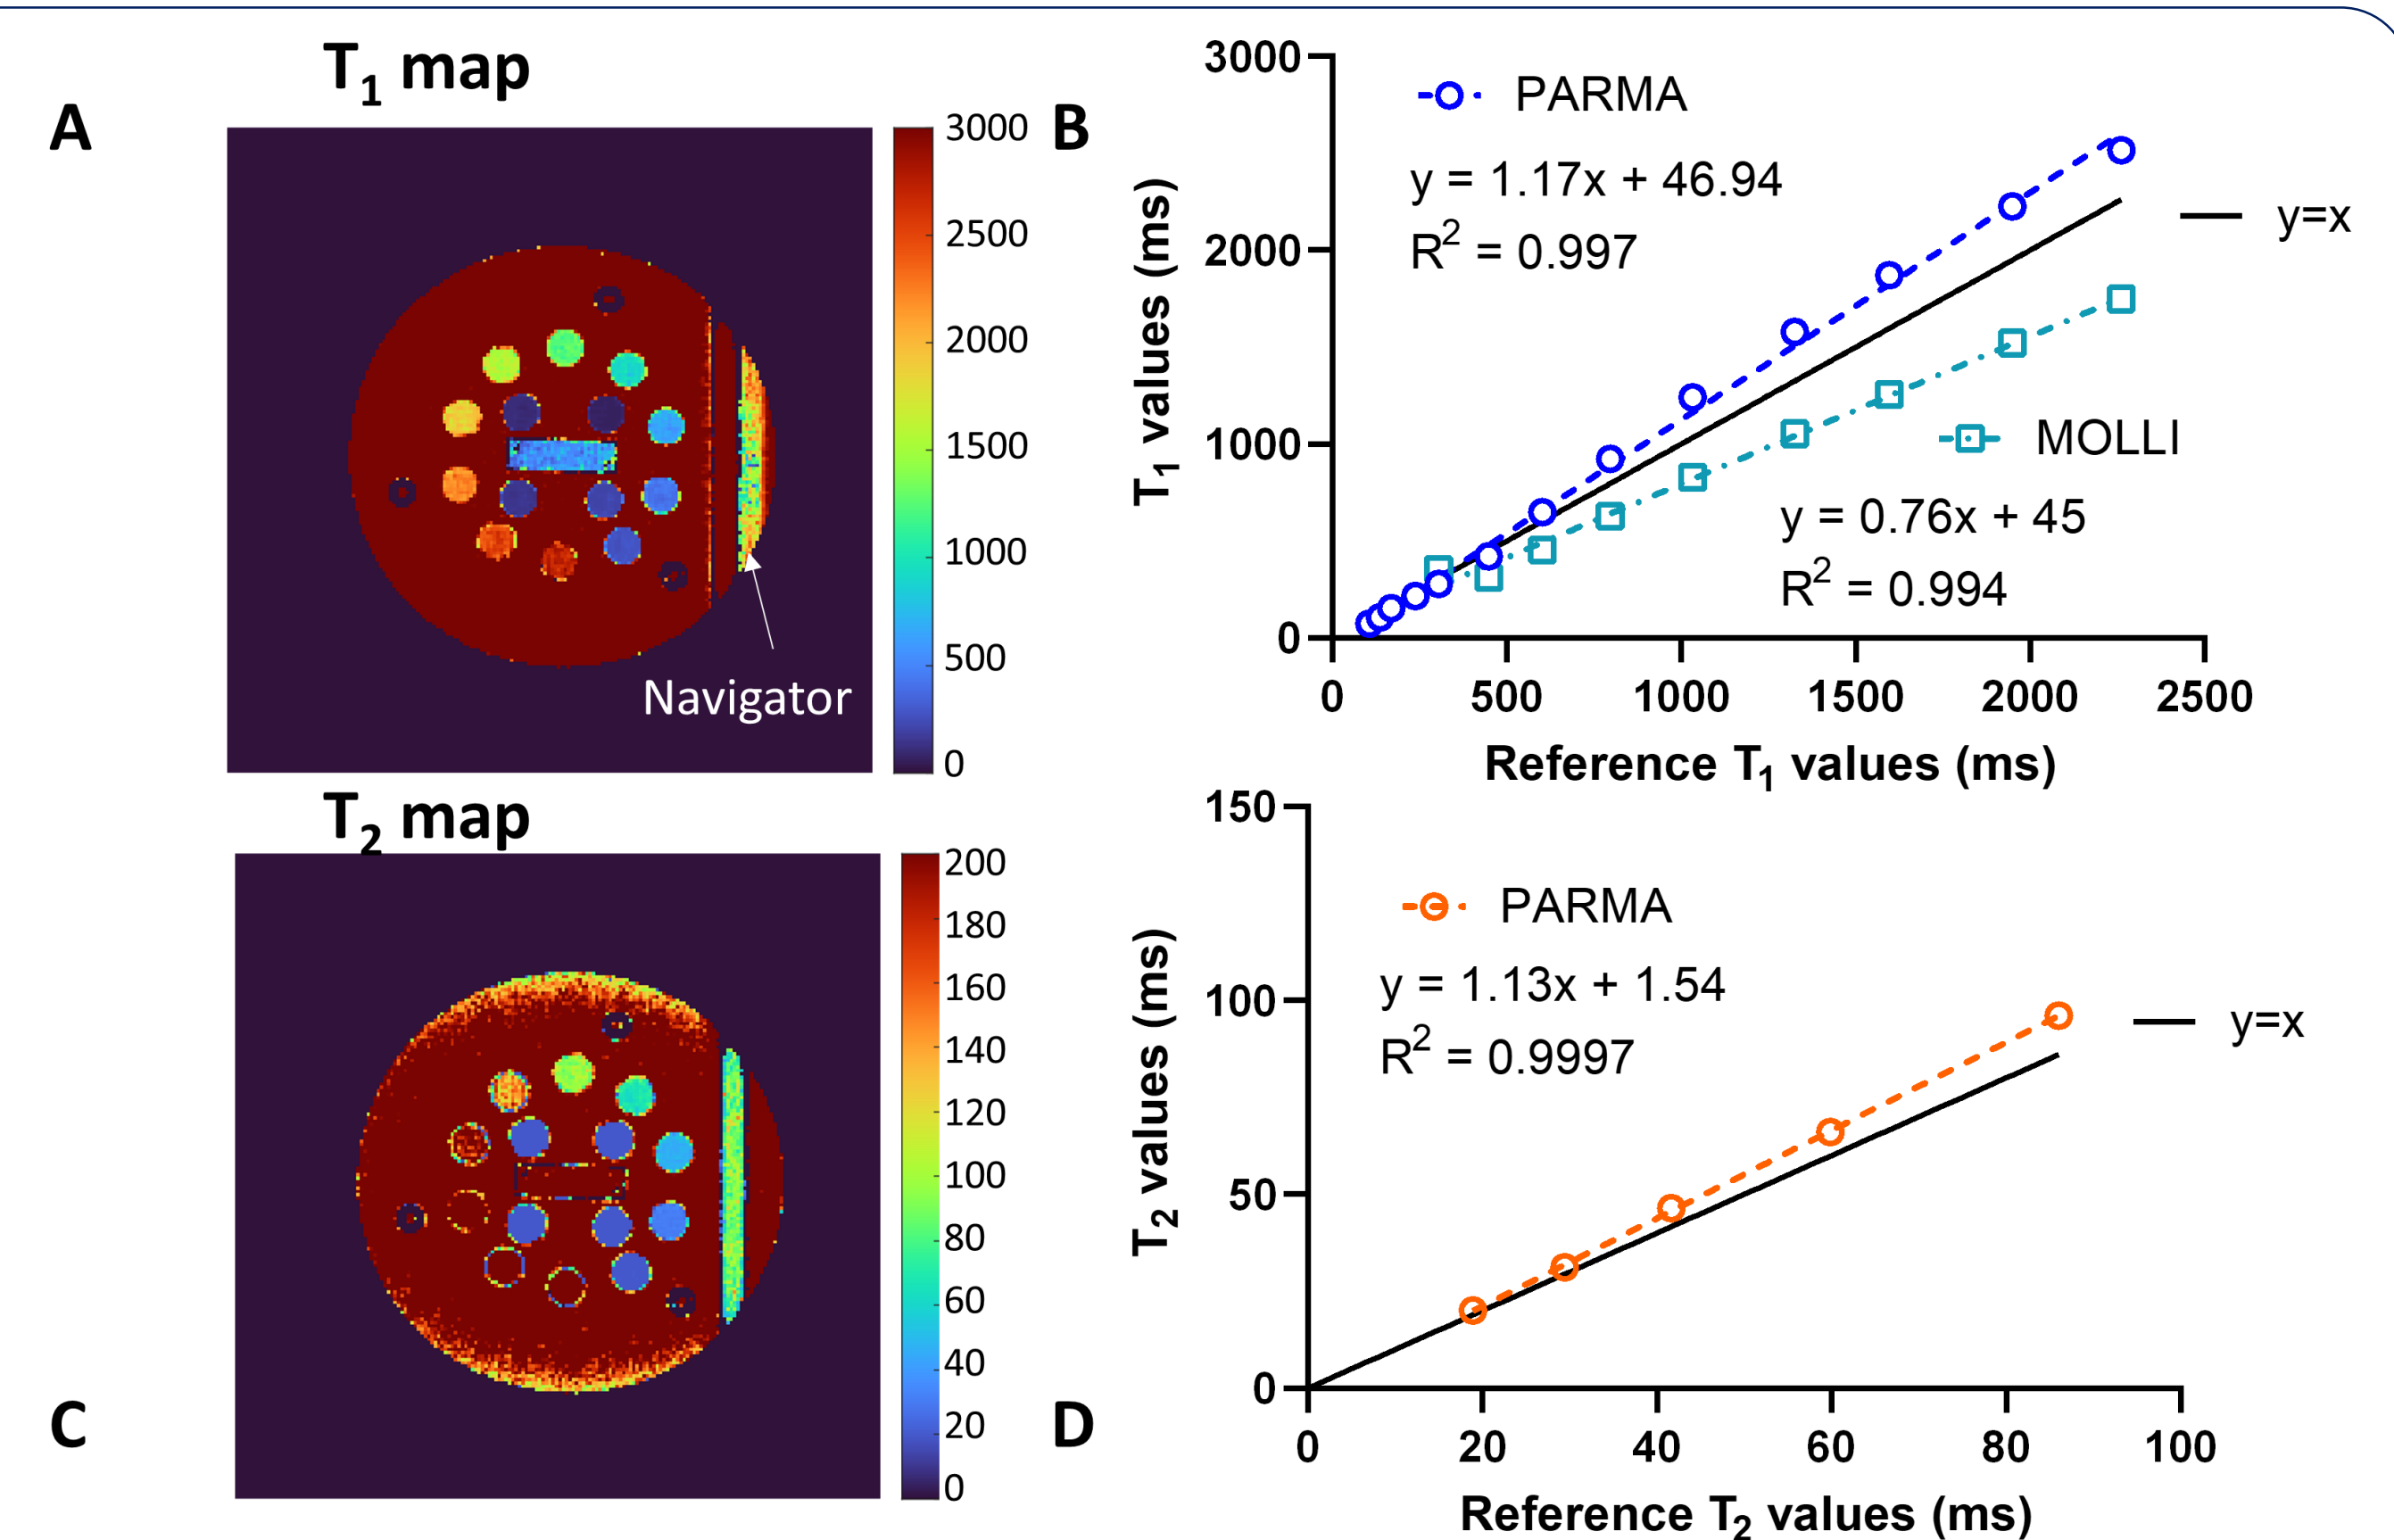 T1 map
A
3000
2500
2000
1500
1000
500
0
Navigator
B
3000
2000
1000
0
T1 values (ms)
PARMA
y = 1.17x + 46.94
R2 = 0.997
y=x
MOLLI
y = 0.76x + 45
R2 = 0.994
0 500 1000 1500 2000 2500
Reference T1 values (ms)
T2 map
C
200
180
160
140
120
100
80
60
40
20
0
D
150
100
50
0
T2 values (ms)
PARMA
y = 1.13x + 1.54
R2 = 0.9997
y=x
0 20 40 60 80 100
Reference T2 values (ms)